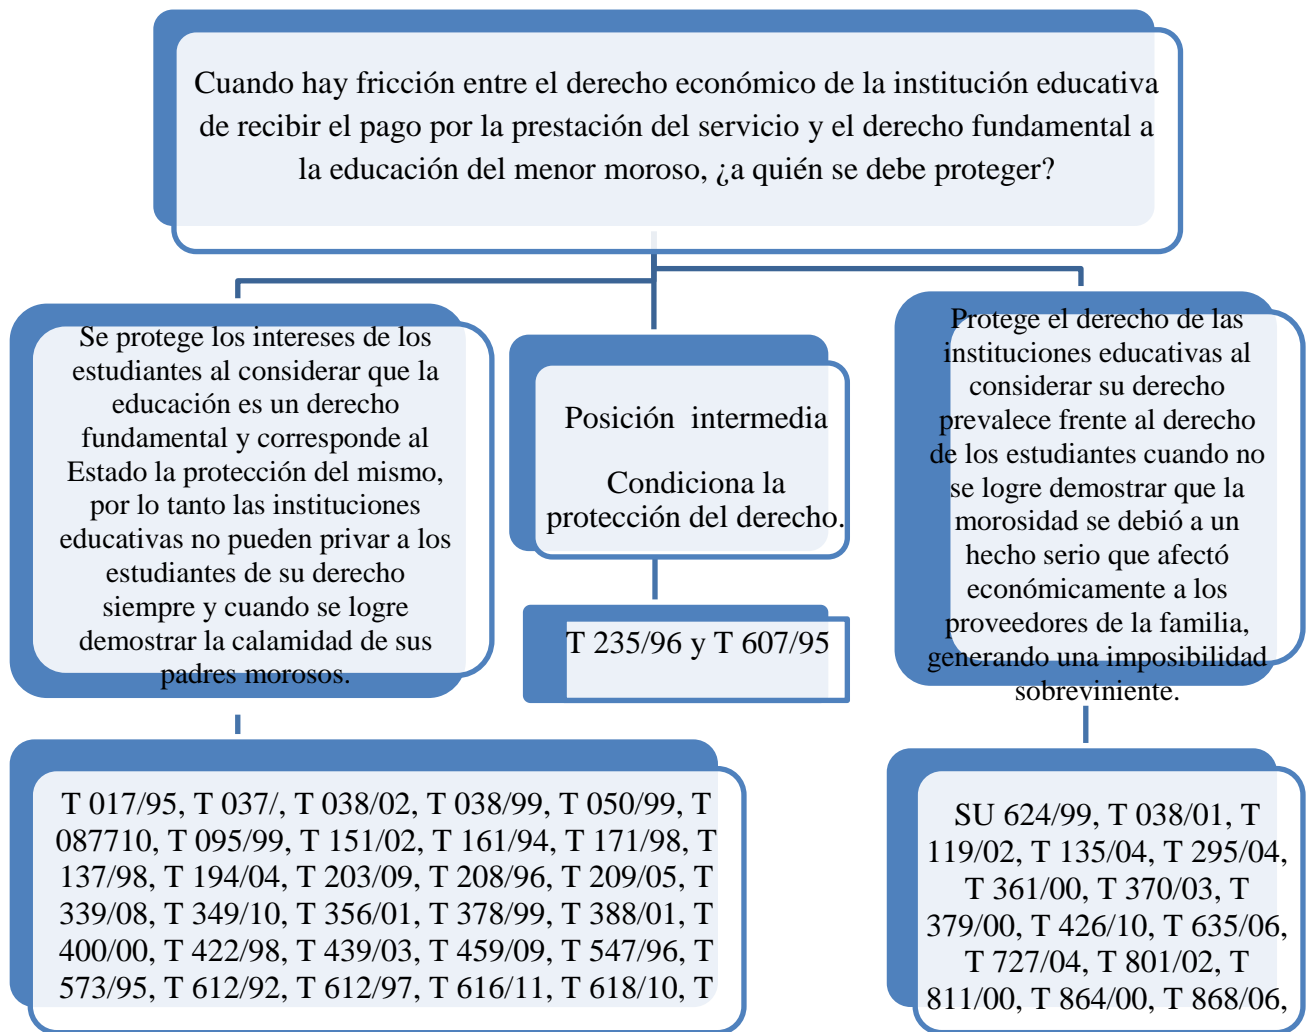 Cuando hay fricción entre el derecho económico de la institución educativa
de recibir el pago por la prestación del servicio y el derecho fundamental a
la educación del menor moroso, ¿a quién se debe proteger?
Se protege los intereses de los
estudiantes al considerar que la
educación es un derecho
fundamental y corresponde al
Estado la protección del mismo,
por lo tanto las instituciones
educativas no pueden privar a los
estudiantes de su derecho
siempre y cuando se logre
demostrar la calamidad de sus
padres morosos.
Posición intermedia
Condiciona la
protección del derecho.
Protege el derecho de las
instituciones educativas al
considerar su derecho
prevalece frente al derecho
de los estudiantes cuando no
se logre demostrar que la
morosidad se debió a un
hecho serio que afectó
económicamente a los
proveedores de la familia,
generando una imposibilidad
sobreviniente.
T 235/96 y T 607/95
T 017/95, T 037/, T 038/02, T 038/99, T 050/99, T
087710, T 095/99, T 151/02, T 161/94, T 171/98, T
137/98, T 194/04, T 203/09, T 208/96, T 209/05, T
339/08, T 349/10, T 356/01, T 378/99, T 388/01, T
400/00, T 422/98, T 439/03, T 459/09, T 547/96, T
573/95, T 612/92, T 612/97, T 616/11, T 618/10, T
SU 624/99, T 038/01, T
119/02, T 135/04, T 295/04,
T 361/00, T 370/03, T
379/00, T 426/10, T 635/06,
T 727/04, T 801/02, T
811/00, T 864/00, T 868/06,